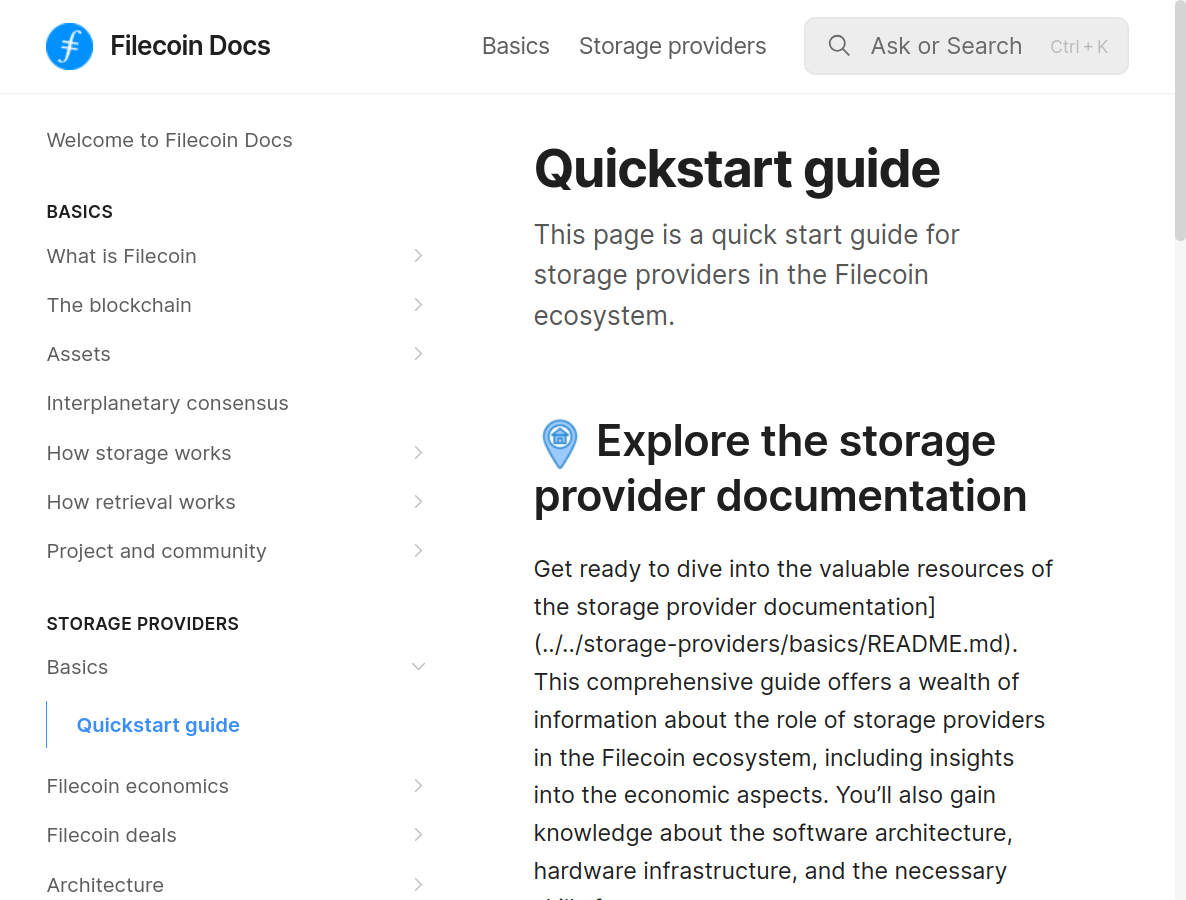 Filecoin Docs
Basics
Storage providers
Ask or Search
Ctrl + K
Welcome to Filecoin Docs
BASICS
What is Filecoin
The blockchain
Assets
Interplanetary consensus
How storage works
How retrieval works
Project and community
STORAGE PROVIDERS
Basics
Quickstart guide
Filecoin economics
Filecoin deals
Architecture
Quickstart guide
This page is a quick start guide for
storage providers in the Filecoin
ecosystem.
Explore the storage
provider documentation
Get ready to dive into the valuable resources of
the storage provider documentation]
(../../storage-providers/basics/README.md).
This comprehensive guide offers a wealth of
information about the role of storage providers
in the Filecoin ecosystem, including insights
into the economic aspects. You’ll also gain
knowledge about the software architecture,
hardware infrastructure, and the necessary